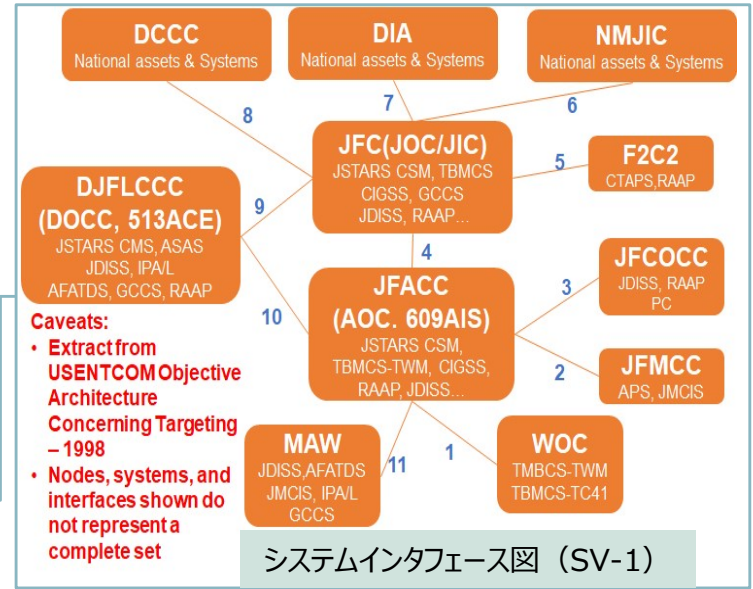 DCCC
National assets & Systems
DIA
National assets & Systems
NMJIC
National assets & Systems
8
7
6
JFC(JOC/JIC)
JSTARS CSM, TBMCS
CIGSS, GCCS
JDISS, RAAP...
5
F2C2
CTAPS,RAAP
DJFLCCC
(DOCC, 513ACE)
JSTARS CMS, ASAS
JDISS, IPA/L
AFATDS, GCCS, RAAP
9
4
10
JFACC
(AOC. 609AIS)
JSTARS CSM,
TBMCS-TWM, CIGSS,
RAAP, JDISS...
3
JFCOCC
JDISS, RAAP
PC
2
JFMCC
APS, JMCIS
Caveats:
• Extract from
USENTCOM Objective
Architecture
Concerning Targeting
– 1998
• Nodes, systems, and
interfaces shown do
not represent a
complete set
MAW
JDISS,AFATDS
JMCIS, IPA/L
GCCS
11
1
WOC
TMBCS-TWM
TBMCS-TC41
システムインタフェース図（SV-1）